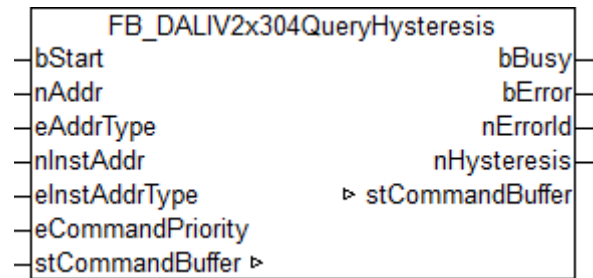 FB_DALIV2x304QueryHysteresis
bStart bBusy
nAddr bError
eAddrType nErrorId
nInstAddr nHysteresis
eInstAddrType stCommandBuffer
eCommandPriority
stCommandBuffer